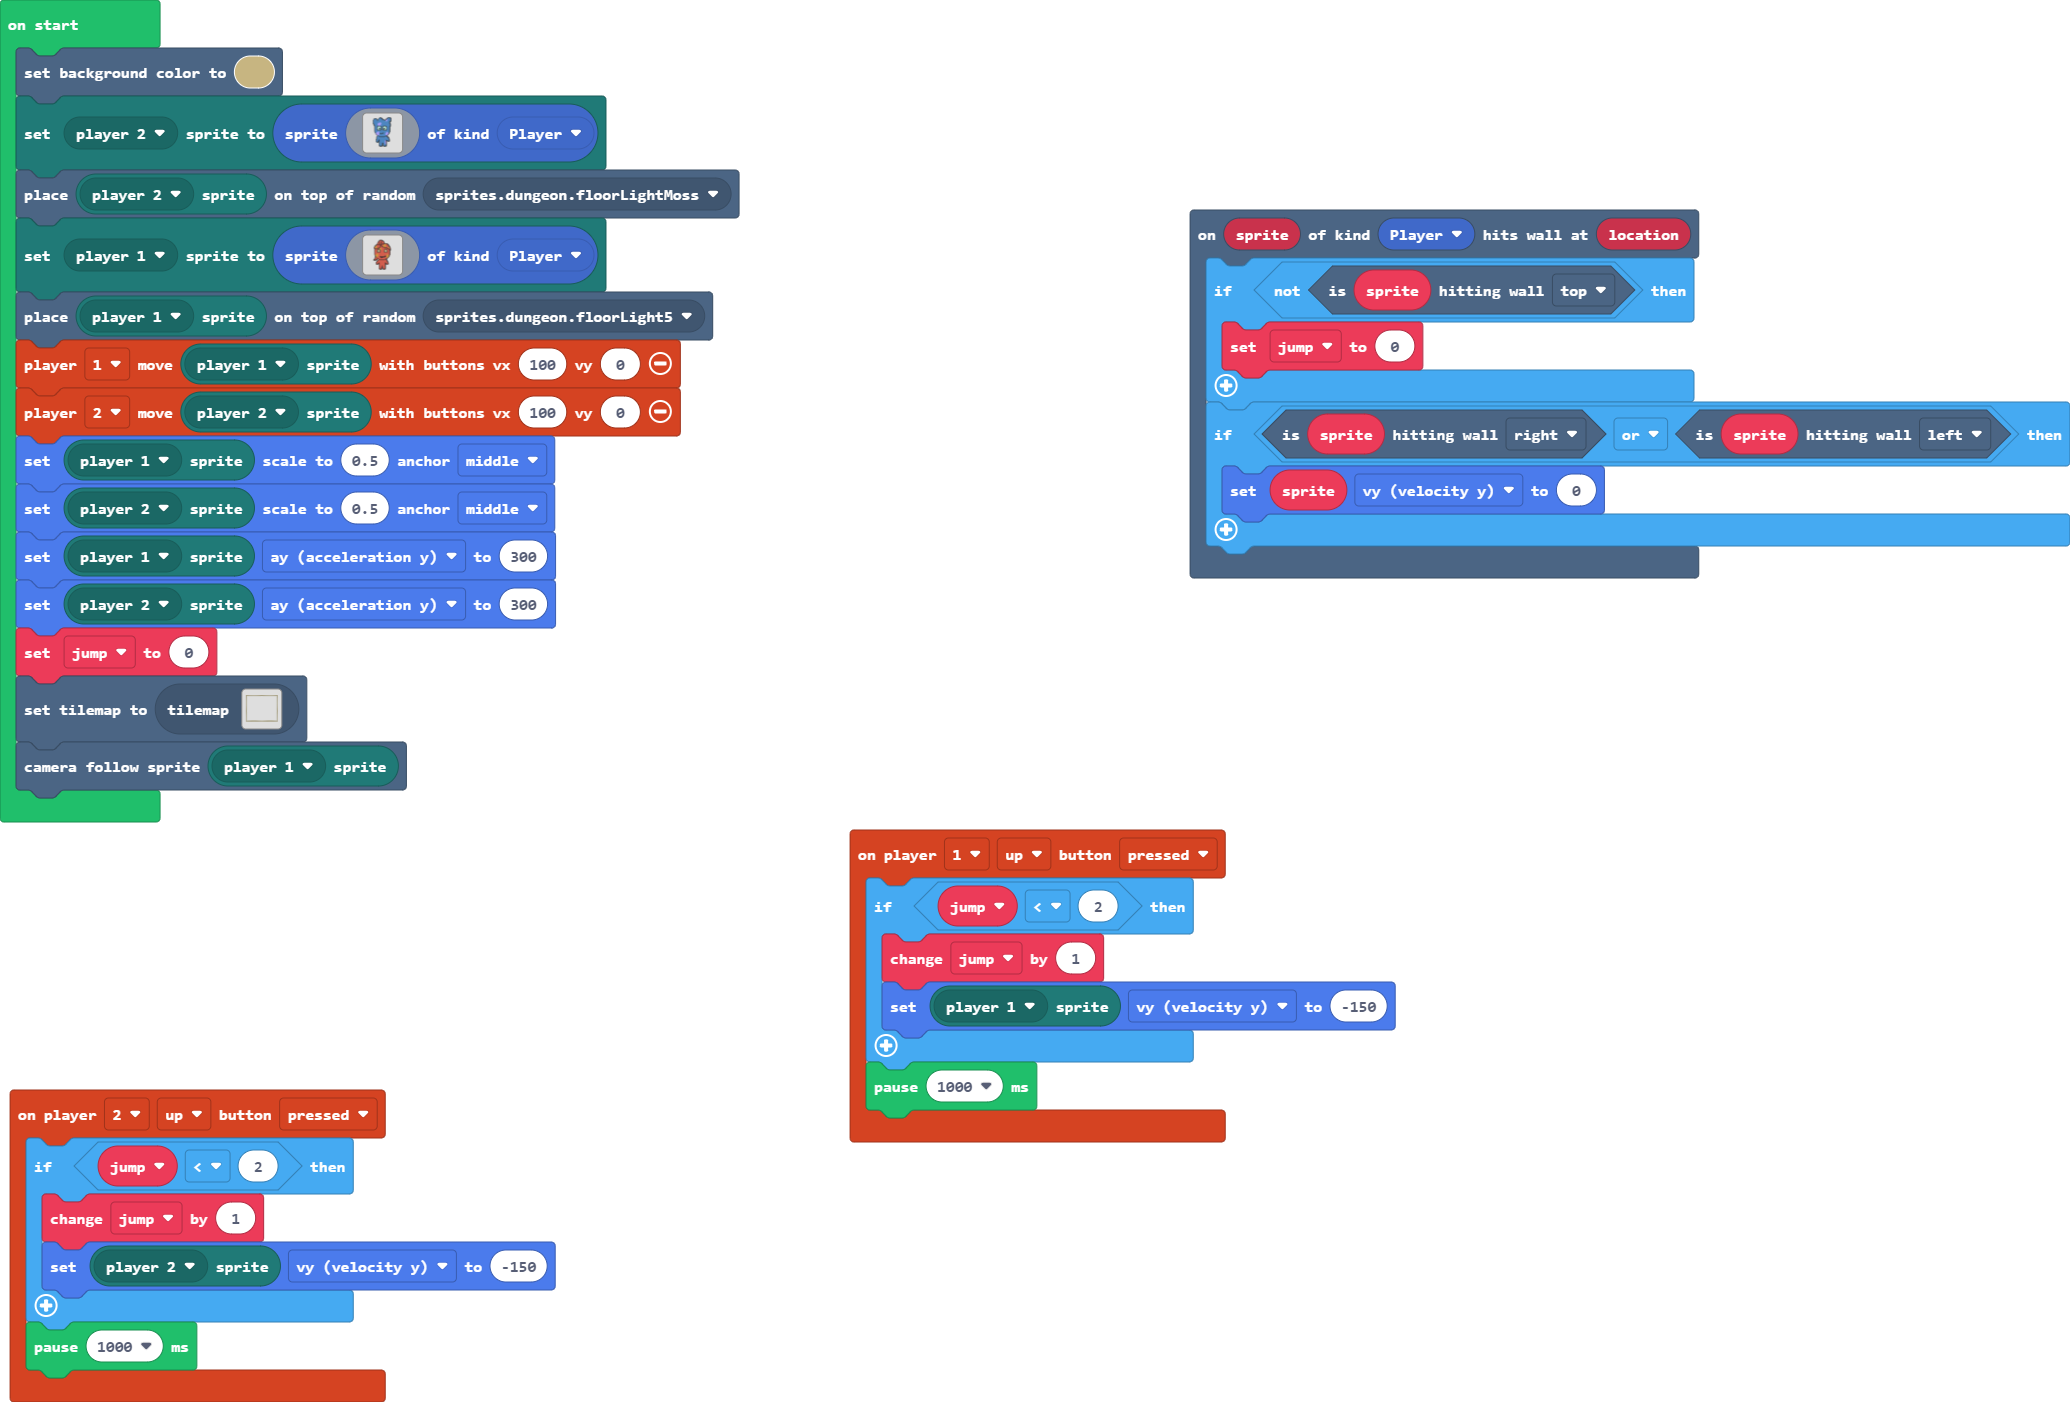 on start
set background color to
set player 2 sprite to sprite of kind Player
place player 2 sprite on top of random sprites.dungeon.floorLightMoss
set player 1 sprite to sprite of kind Player
place player 1 sprite on top of random sprites.dungeon.floorLight5
player 1 move player 1 sprite with buttons vx 100 vy 0
player 2 move player 2 sprite with buttons vx 100 vy 0
set player 1 sprite scale to 0.5 anchor middle
set player 2 sprite scale to 0.5 anchor middle
set player 1 sprite ay (acceleration y) to 300
set player 2 sprite ay (acceleration y) to 300
set jump to 0
set tilemap to tilemap
camera follow sprite player 1 sprite
on sprite of kind Player hits wall at location
if not is sprite hitting wall top then
set jump to 0
if is sprite hitting wall right or is sprite hitting wall left then
set sprite vy (velocity y) to 0
on player 1 up button pressed
if jump < 2 then
change jump by 1
set player 1 sprite vy (velocity y) to -150
pause 1000 ms
on player 2 up button pressed
if jump < 2 then
change jump by 1
set player 2 sprite vy (velocity y) to -150
pause 1000 ms